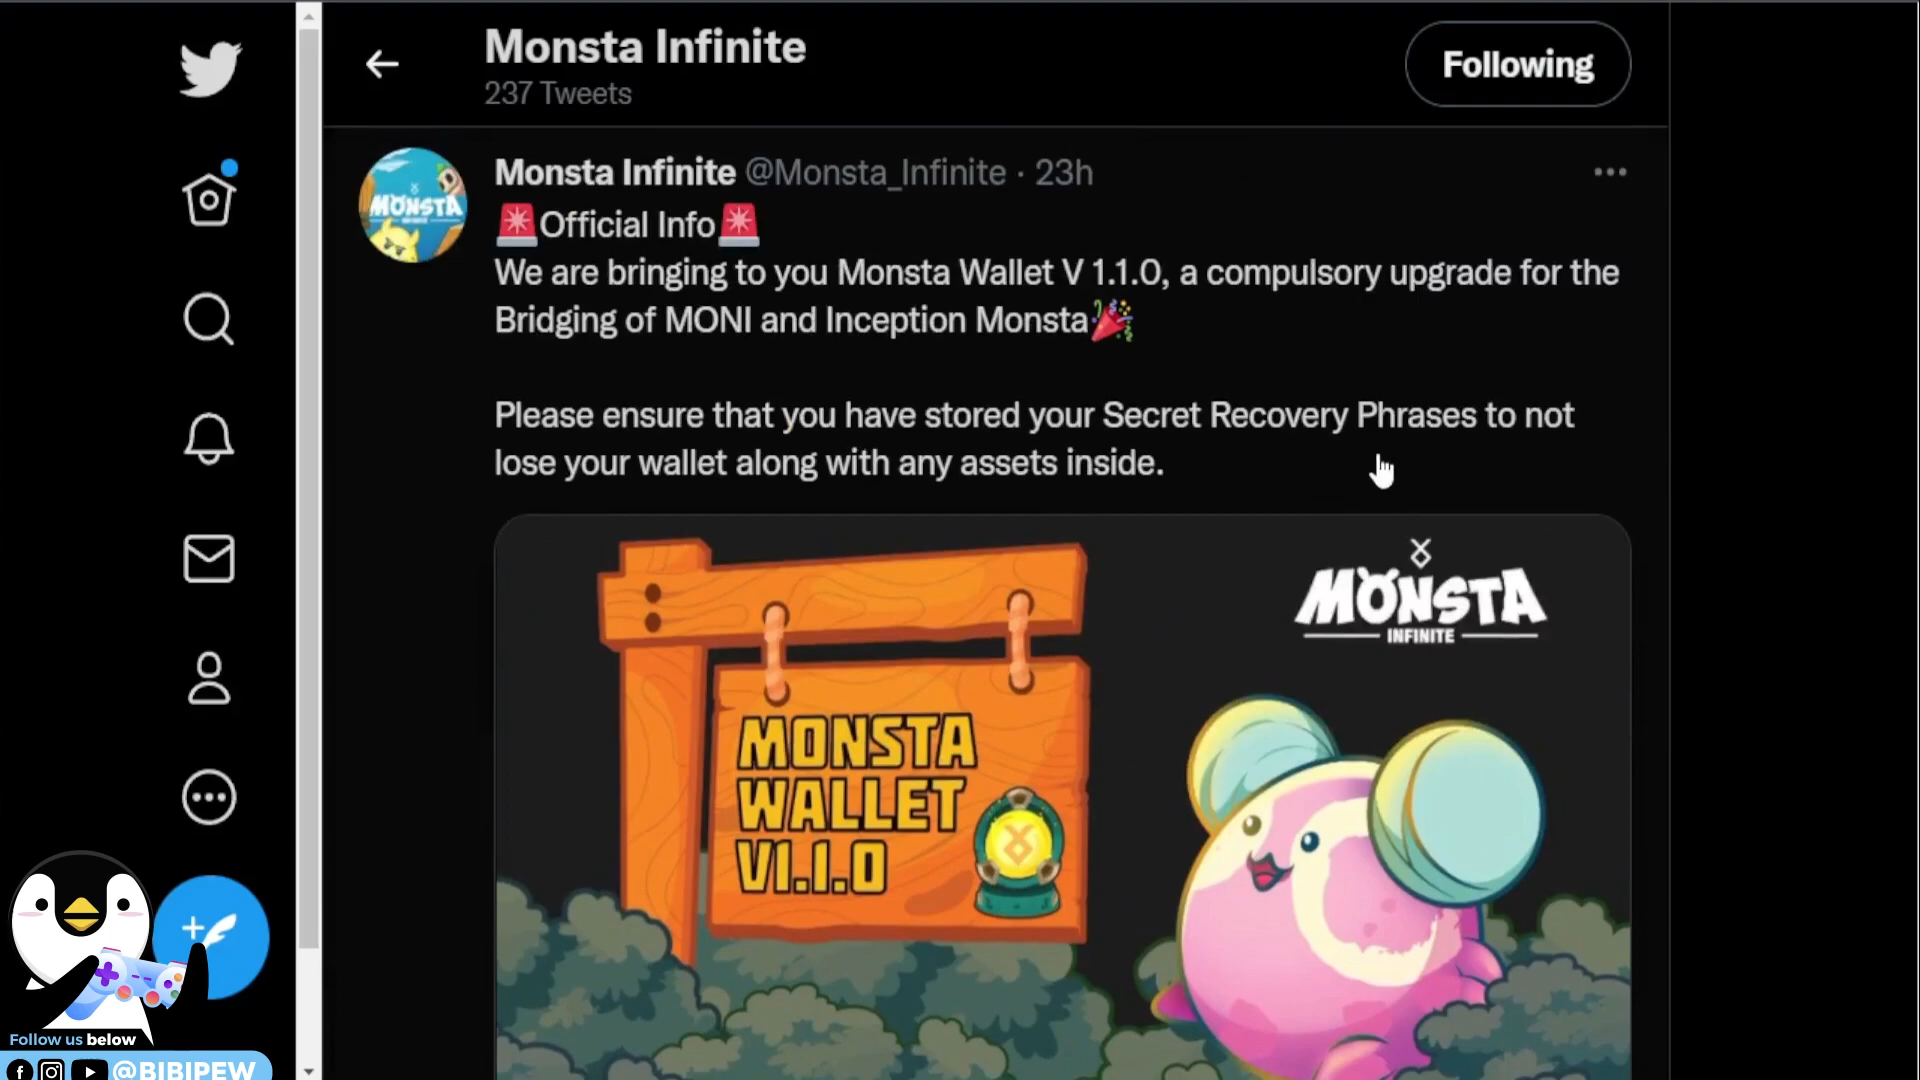 Monsta Infinite
237 Tweets
Following
Monsta Infinite @Monsta_Infinite · 23h
🚨Official Info🚨
We are bringing to you Monsta Wallet V 1.1.0, a compulsory upgrade for the
Bridging of MONI and Inception Monsta🎉
Please ensure that you have stored your Secret Recovery Phrases to not
lose your wallet along with any assets inside.
MONSTA
MONSTA
INFINITE
MONSTA
WALLET
V1.1.0
Follow us below
@BIBIPEW